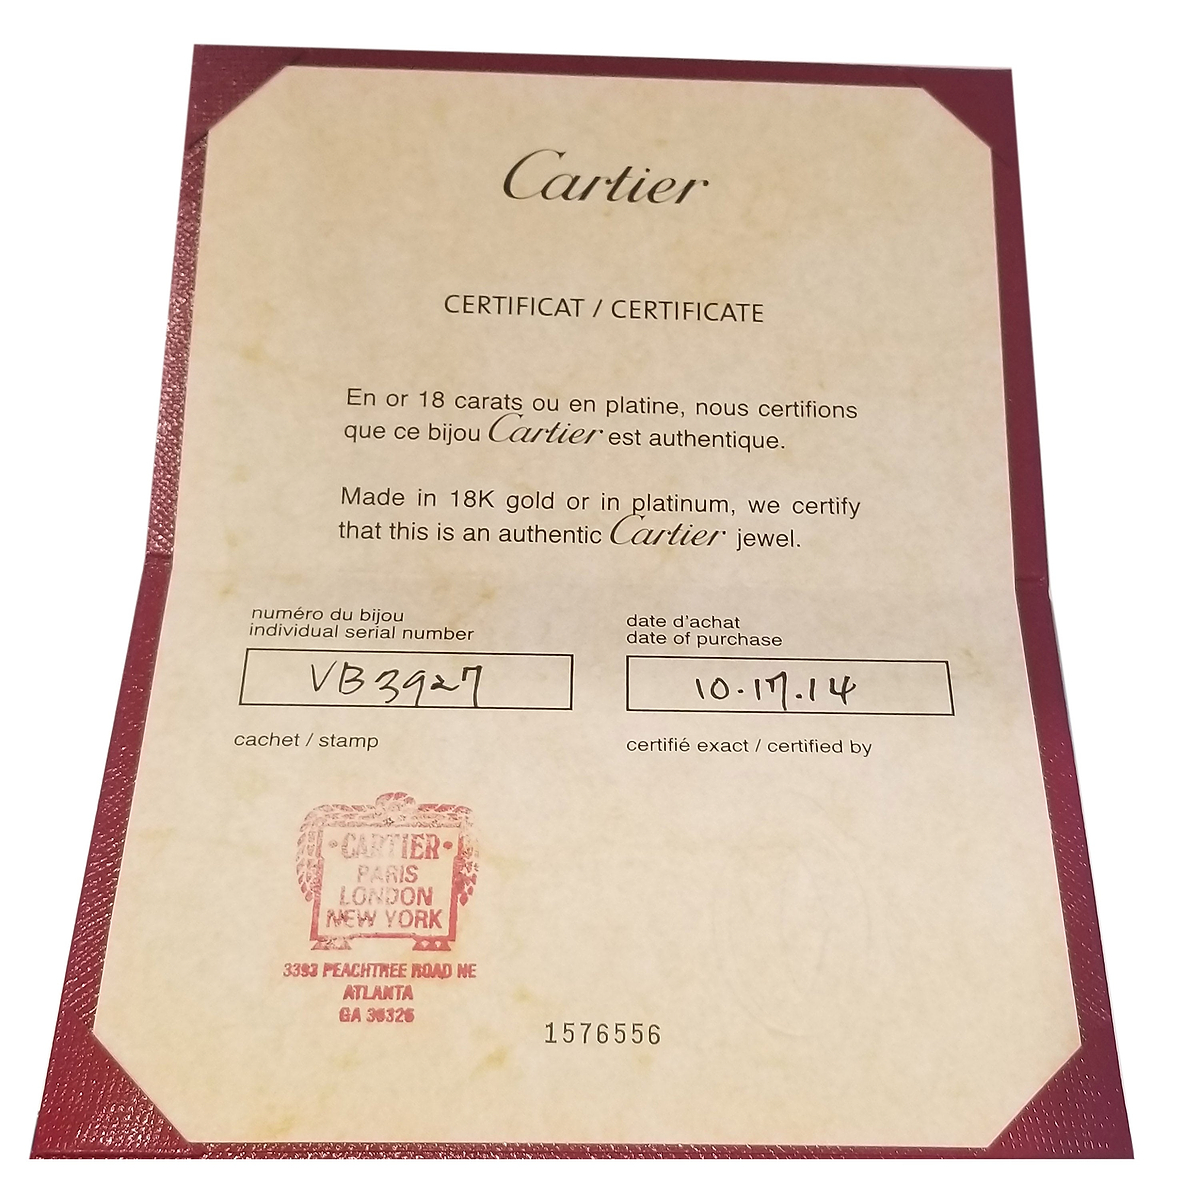 Cartier
CERTIFICAT / CERTIFICATE
En or 18 carats ou en platine, nous certifions
que ce bijou Cartier est authentique.
Made in 18K gold or in platinum, we certify
that this is an authentic Cartier jewel.
numéro du bijou
individual serial number
VB3927
date d'achat
date of purchase
10.17.14
cachet / stamp
certifié exact / certified by
·CARTIER·
PARIS
LONDON
NEW YORK
3393 PEACHTREE ROAD NE
ATLANTA
GA 30326
1576556